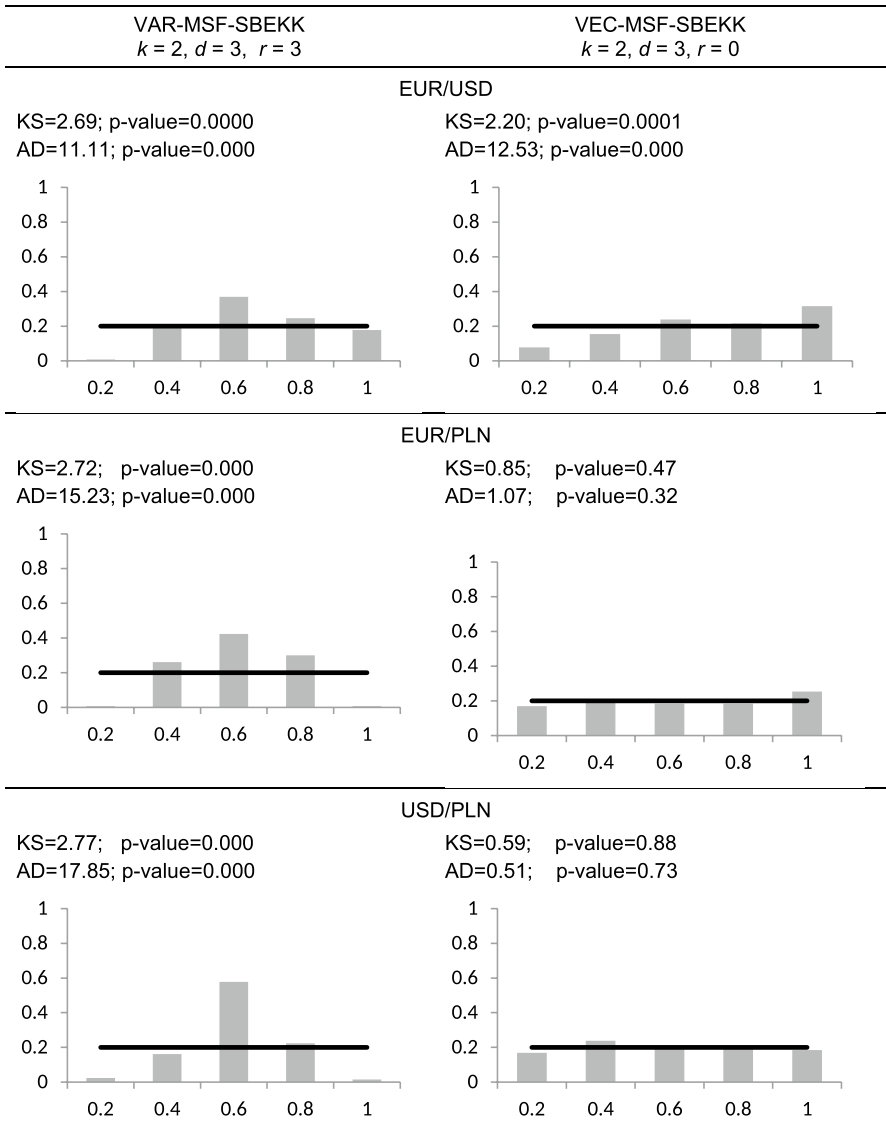 VAR-MSF-SBEKK
k = 2, d = 3, r = 3
VEC-MSF-SBEKK
k = 2, d = 3, r = 0
EUR/USD
KS=2.69; p-value=0.0000
AD=11.11; p-value=0.000
KS=2.20; p-value=0.0001
AD=12.53; p-value=0.000
1
0.8
0.6
0.4
0.2
0
0.2 0.4 0.6 0.8 1
1
0.8
0.6
0.4
0.2
0
0.2 0.4 0.6 0.8 1
EUR/PLN
KS=2.72; p-value=0.000
AD=15.23; p-value=0.000
KS=0.85; p-value=0.47
AD=1.07; p-value=0.32
1
0.8
0.6
0.4
0.2
0
0.2 0.4 0.6 0.8 1
1
0.8
0.6
0.4
0.2
0
0.2 0.4 0.6 0.8 1
USD/PLN
KS=2.77; p-value=0.000
AD=17.85; p-value=0.000
KS=0.59; p-value=0.88
AD=0.51; p-value=0.73
1
0.8
0.6
0.4
0.2
0
0.2 0.4 0.6 0.8 1
1
0.8
0.6
0.4
0.2
0
0.2 0.4 0.6 0.8 1